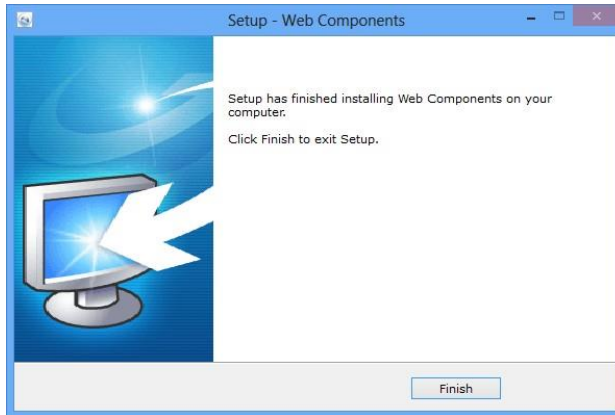 Setup - Web Components
Setup has finished installing Web Components on your
computer.
Click Finish to exit Setup.
Finish